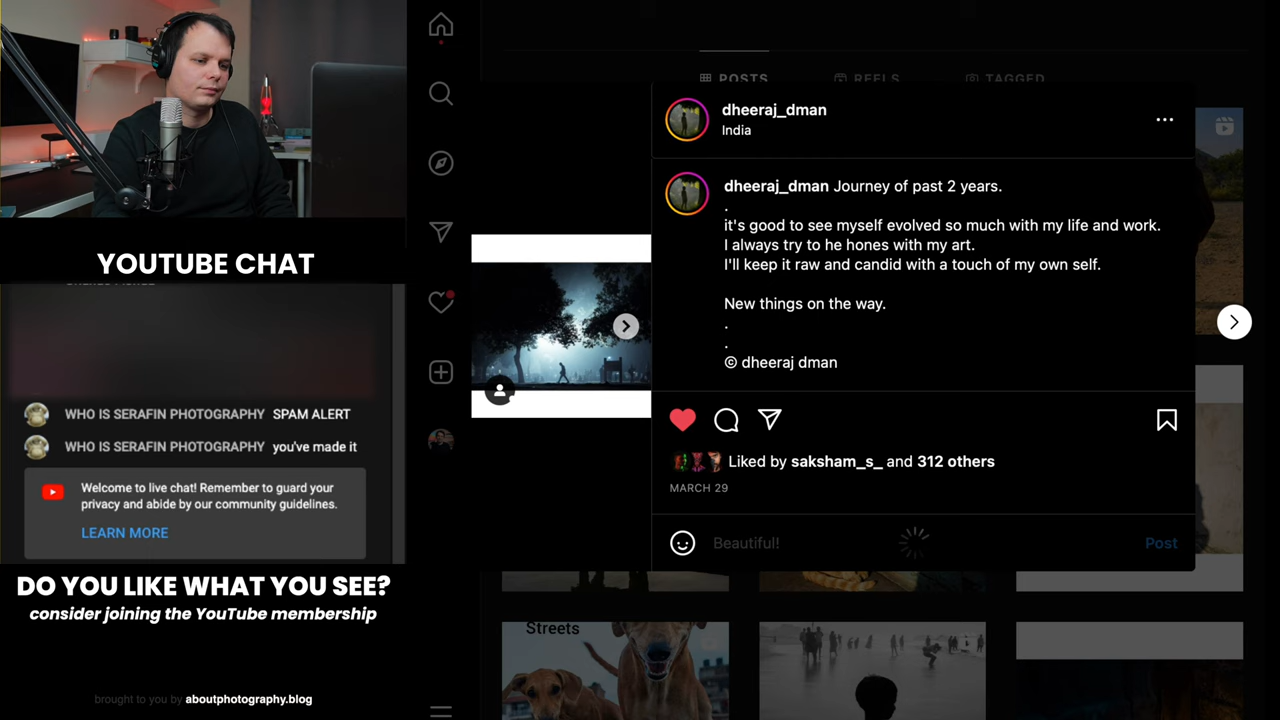 POSTS
REELS
TAGGED
dheeraj_dman
India
dheeraj_dman Journey of past 2 years.
.
it's good to see myself evolved so much with my life and work.
I always try to he hones with my art.
I'll keep it raw and candid with a touch of my own self.
New things on the way.
.
.
© dheeraj dman
Liked by saksham_s_ and 312 others
MARCH 29
Beautiful!
Post
Streets
YOUTUBE CHAT
WHO IS SERAFIN PHOTOGRAPHY SPAM ALERT
WHO IS SERAFIN PHOTOGRAPHY you've made it
Welcome to live chat! Remember to guard your
privacy and abide by our community guidelines.
LEARN MORE
DO YOU LIKE WHAT YOU SEE?
consider joining the YouTube membership
brought to you by aboutphotography.blog